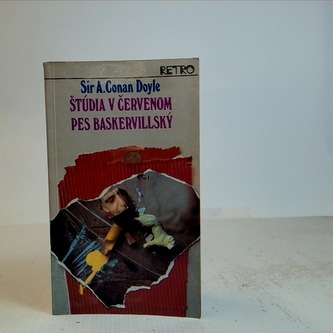 RETRO
Sir A. Conan Doyle
ŠTÚDIA V ČERVENOM
PES BASKERVILLSKÝ